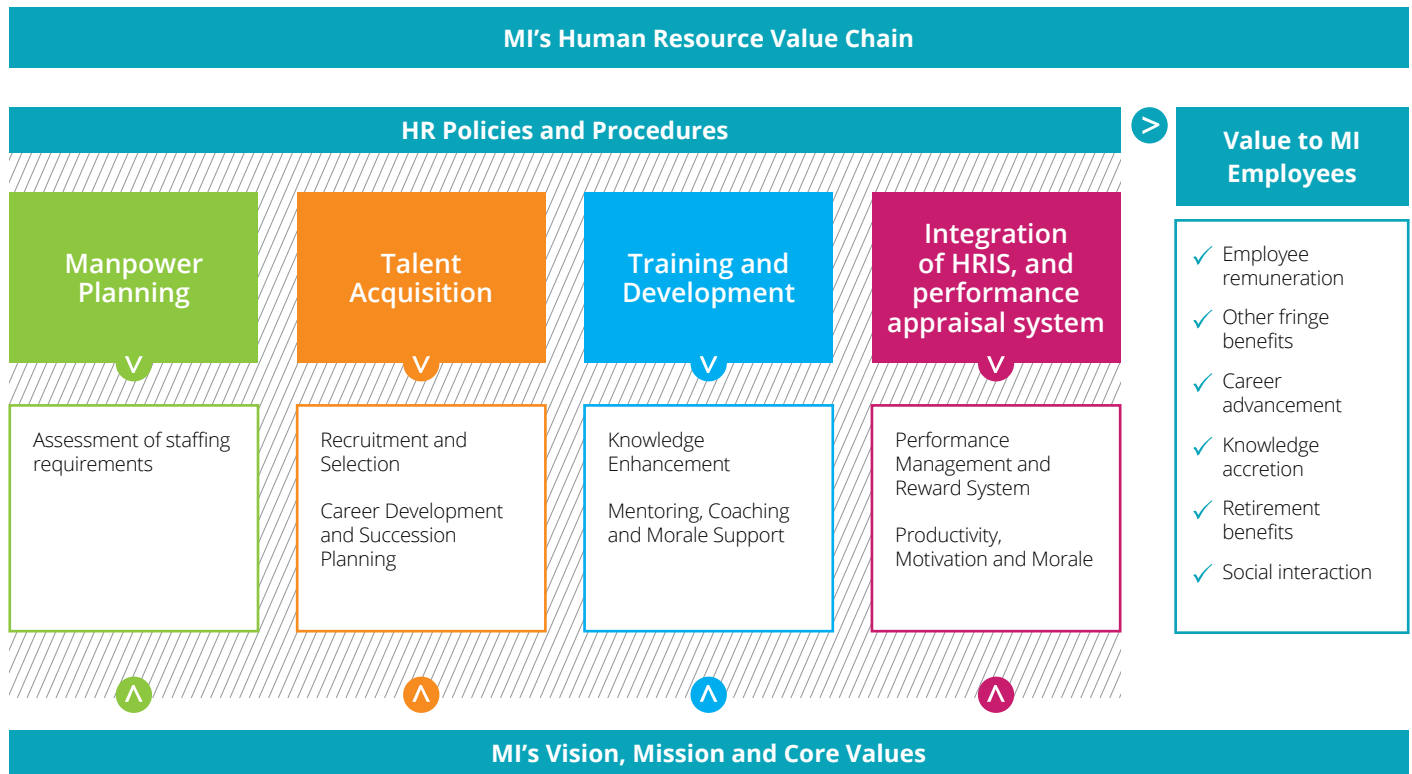 MI’s Human Resource Value Chain
HR Policies and Procedures
>
Value to MI
Employees
Manpower
Planning
Talent
Acquisition
Training and
Development
Integration
of HRIS, and
performance
appraisal system
Assessment of staffing
requirements
Recruitment and
Selection
Career Development
and Succession
Planning
Knowledge
Enhancement
Mentoring, Coaching
and Morale Support
Performance
Management and
Reward System
Productivity,
Motivation and Morale
✓ Employee
remuneration
✓ Other fringe
benefits
✓ Career
advancement
✓ Knowledge
accretion
✓ Retirement
benefits
✓ Social interaction
MI’s Vision, Mission and Core Values